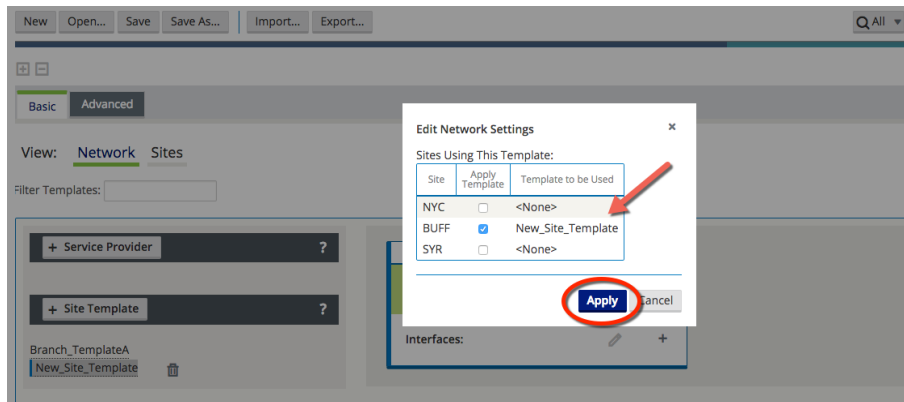 New Open... Save Save As... Import... Export... All
Basic Advanced
View: Network Sites
Filter Templates:
+ Service Provider ?
+ Site Template ?
Branch_TemplateA
New_Site_Template
Edit Network Settings x
Sites Using This Template:
Site Apply Template Template to be Used
NYC <None>
BUFF New_Site_Template
SYR <None>
Apply Cancel
Interfaces: +